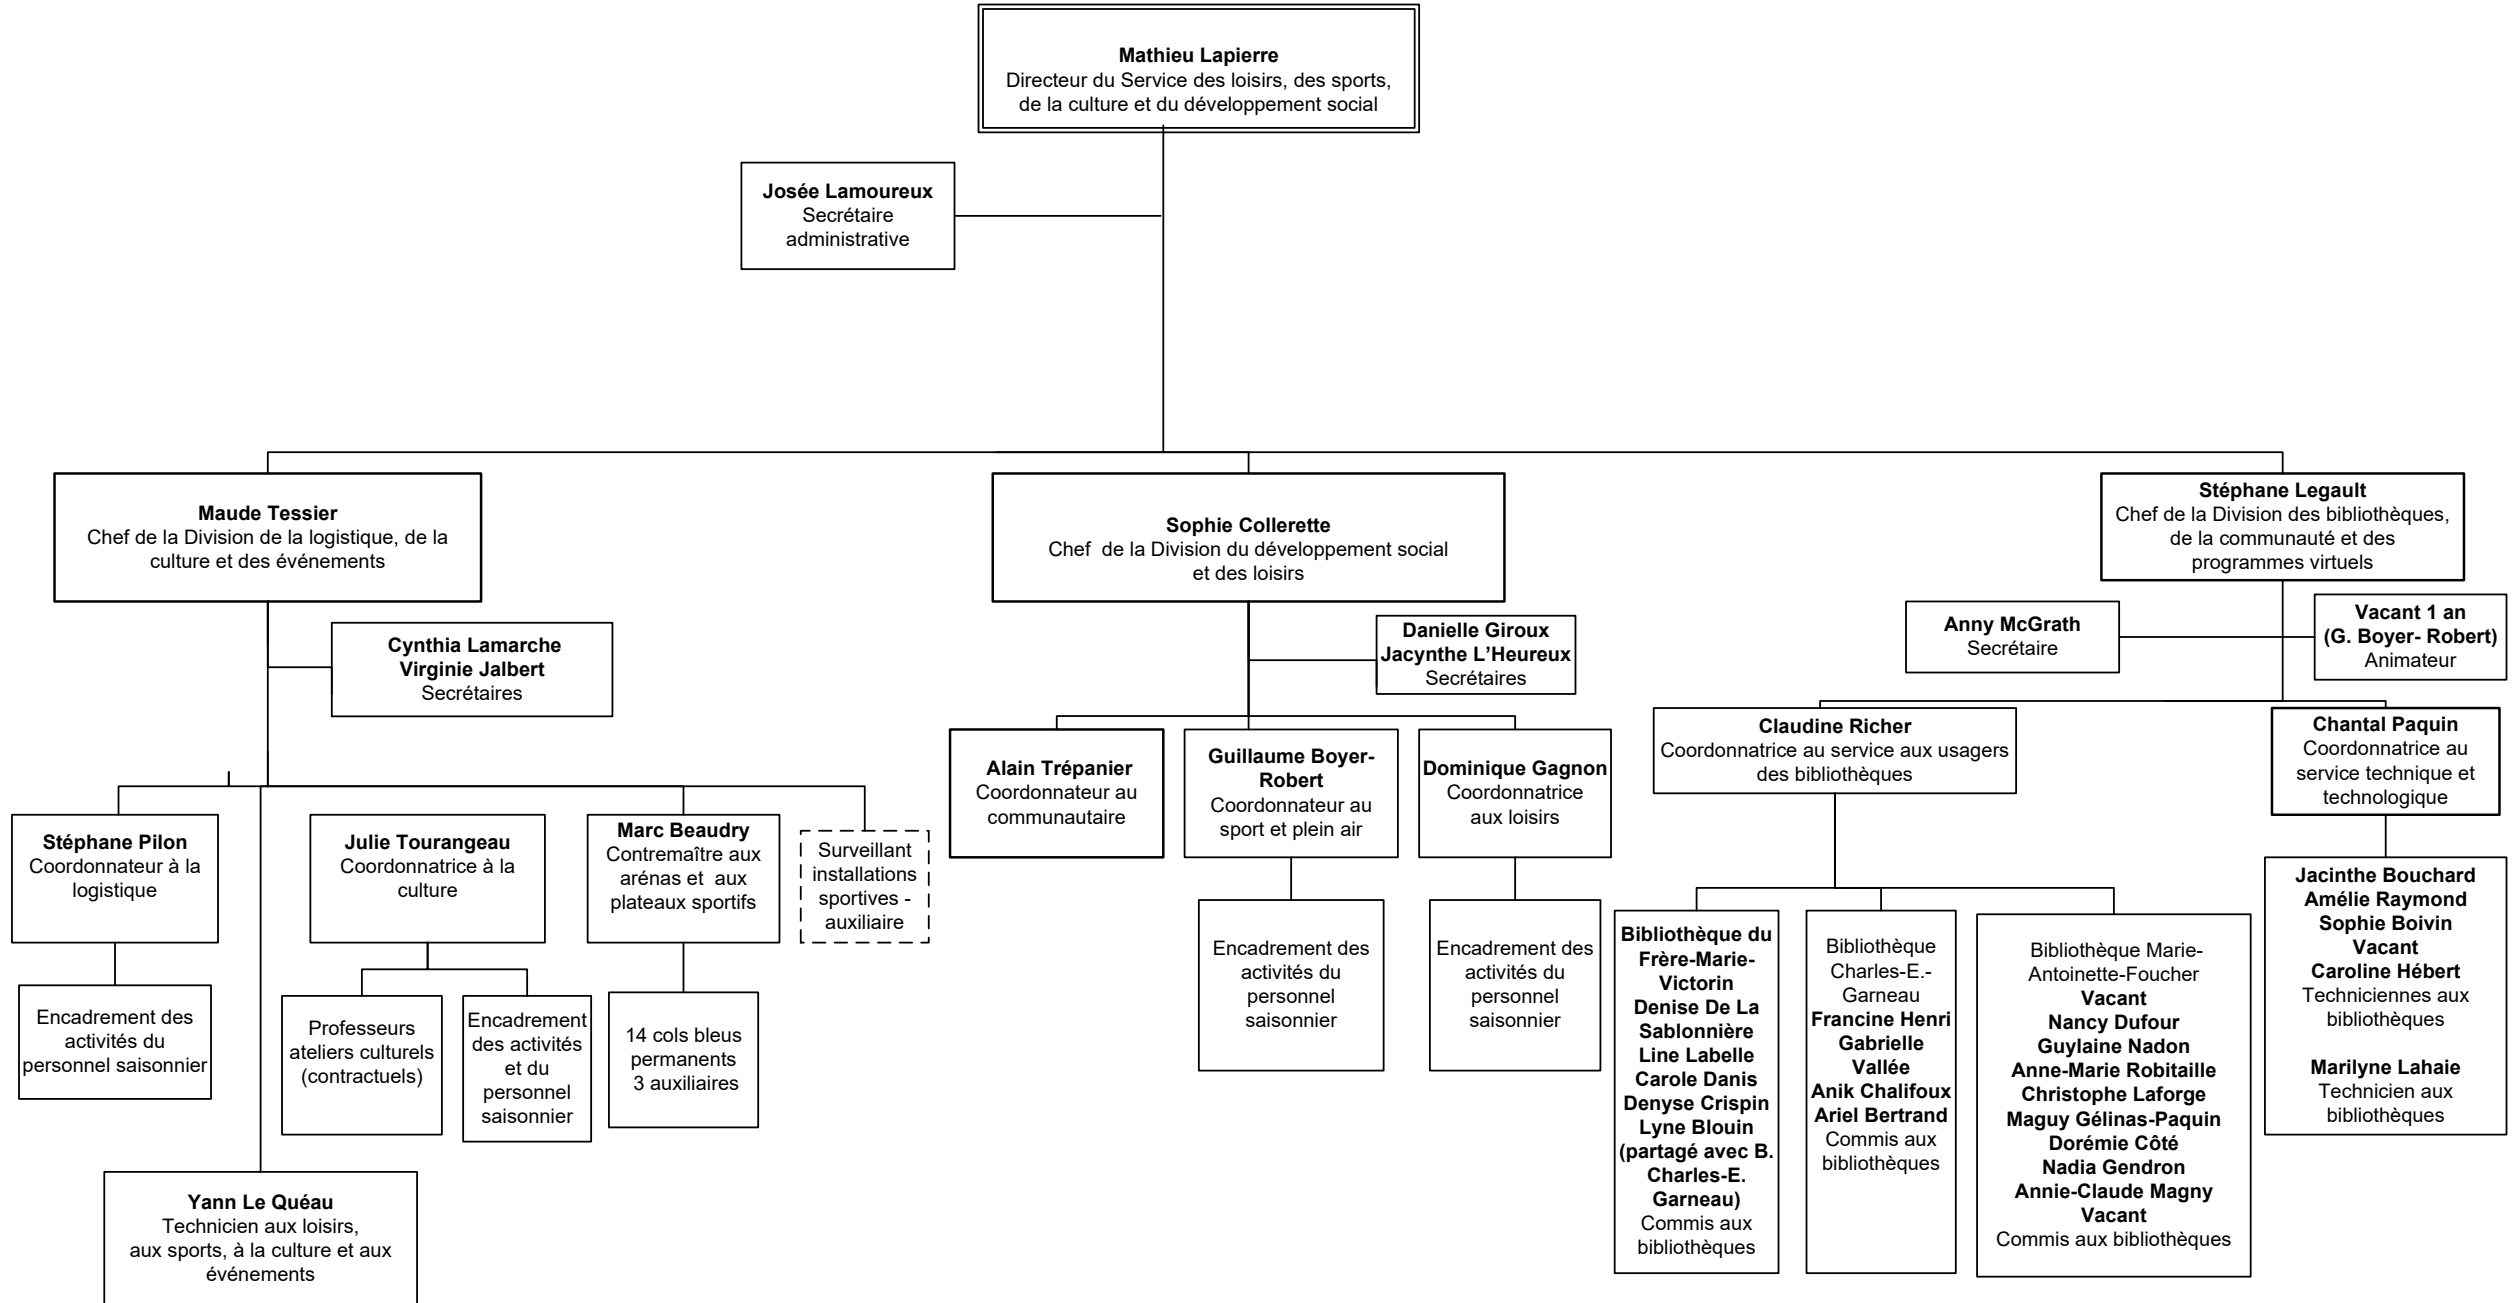 Mathieu Lapierre
Directeur du Service des loisirs, des sports,
de la culture et du développement social
Josée Lamoureux
Secrétaire
administrative
Maude Tessier
Chef de la Division de la logistique, de la
culture et des événements
Sophie Collerette
Chef  de la Division du développement social
et des loisirs
Stéphane Legault
Chef de la Division des bibliothèques,
de la communauté et des
programmes virtuels
Cynthia Lamarche
Virginie Jalbert
Secrétaires
Danielle Giroux
Jacynthe L’Heureux
Secrétaires
Anny McGrath
Secrétaire
Vacant 1 an
(G. Boyer- Robert)
Animateur
Stéphane Pilon
Coordonnateur à la
logistique
Julie Tourangeau
Coordonnatrice à la
culture
Marc Beaudry
Contremaître aux
arénas et  aux
plateaux sportifs
Surveillant
installations
sportives -
auxiliaire
Alain Trépanier
Coordonnateur au
communautaire
Guillaume Boyer-
Robert
Coordonnateur au
sport et plein air
Dominique Gagnon
Coordonnatrice
aux loisirs
Claudine Richer
Coordonnatrice au service aux usagers
des bibliothèques
Chantal Paquin
Coordonnatrice au
service technique et
technologique
Encadrement des
activités du
personnel saisonnier
Professeurs
ateliers culturels
(contractuels)
Encadrement
des activités
et du
personnel
saisonnier
14 cols bleus
permanents
3 auxiliaires
Encadrement des
activités du
personnel
saisonnier
Encadrement des
activités du
personnel
saisonnier
Bibliothèque du
Frère-Marie-
Victorin
Denise De La
Sablonnière
Line Labelle
Carole Danis
Denyse Crispin
Lyne Blouin
(partagé avec B.
Charles-E.
Garneau)
Commis aux
bibliothèques
Bibliothèque
Charles-E.-
Garneau
Francine Henri
Gabrielle
Vallée
Anik Chalifoux
Ariel Bertrand
Commis aux
bibliothèques
Bibliothèque Marie-
Antoinette-Foucher
Vacant
Nancy Dufour
Guylaine Nadon
Anne-Marie Robitaille
Christophe Laforge
Maguy Gélinas-Paquin
Dorémie Côté
Nadia Gendron
Annie-Claude Magny
Vacant
Commis aux bibliothèques
Jacinthe Bouchard
Amélie Raymond
Sophie Boivin
Vacant
Caroline Hébert
Techniciennes aux
bibliothèques
Marilyne Lahaie
Technicien aux
bibliothèques
Yann Le Quéau
Technicien aux loisirs,
aux sports, à la culture et aux
événements